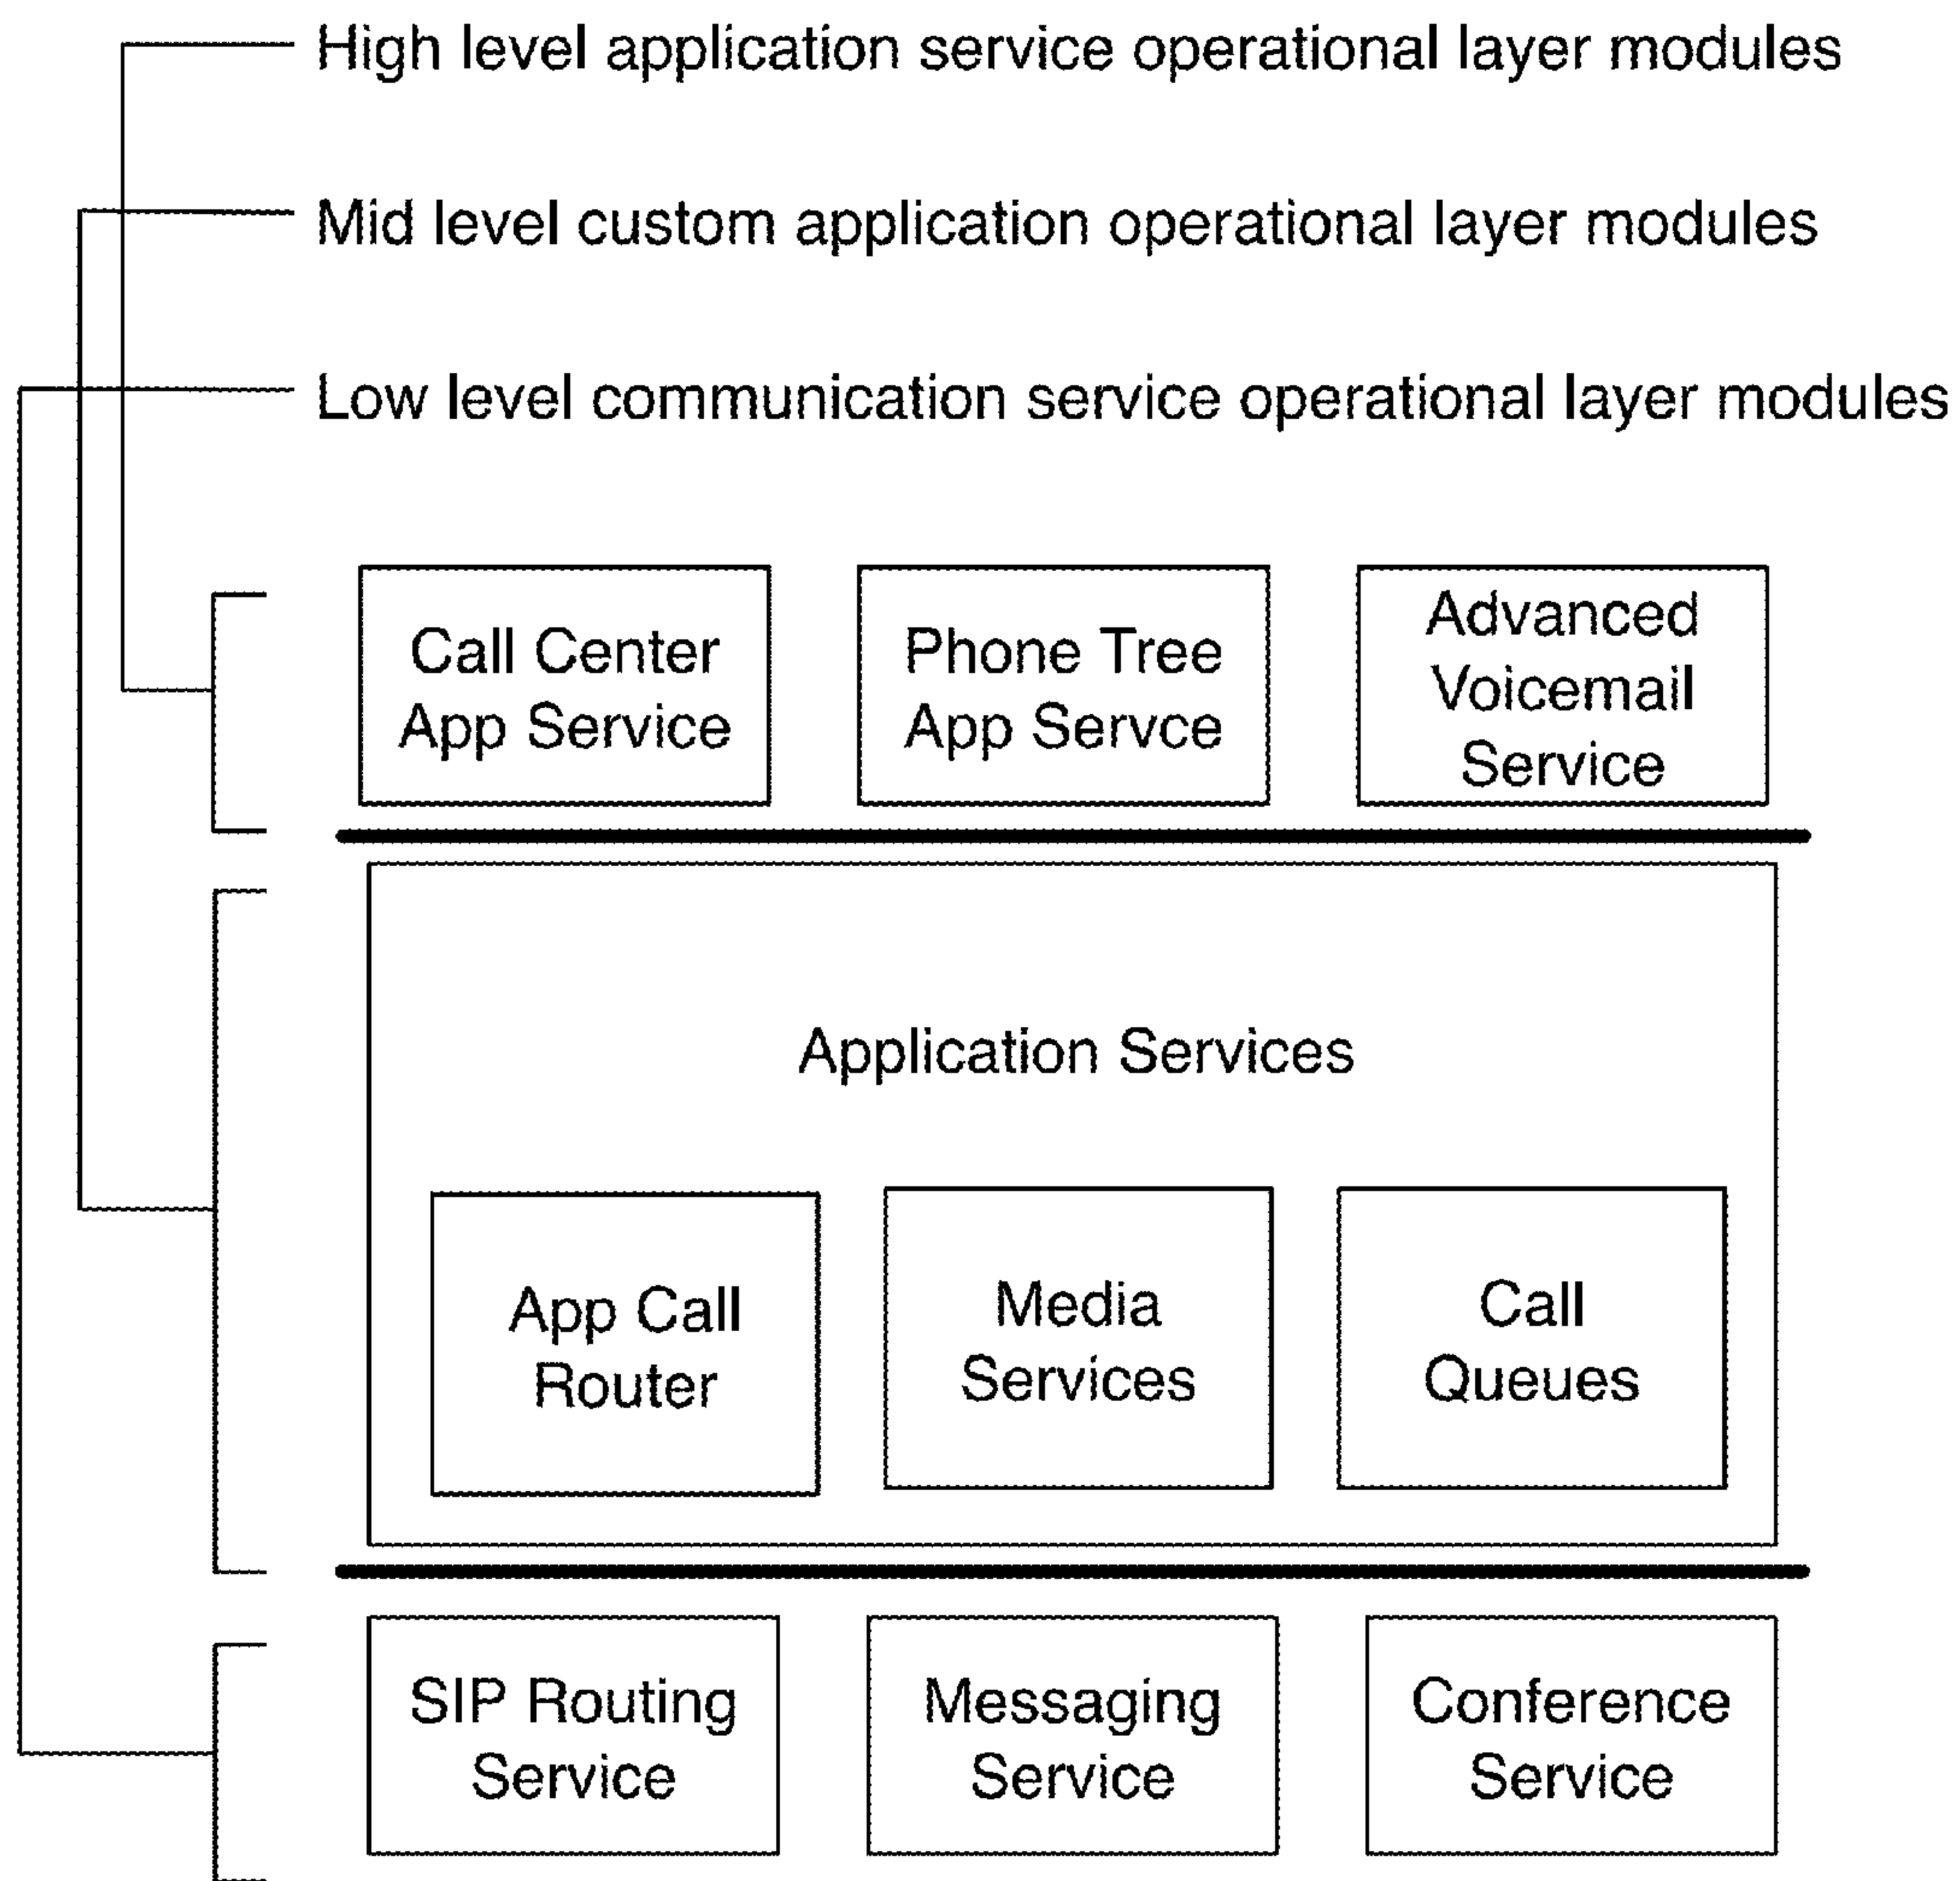 High level application service operational layer modules
Mid level custom application operational layer modules
Low level communication service operational layer modules
Call Center
App Service
Phone Tree
App Servce
Advanced
Voicemail
Service
Application Services
App Call
Router
Media
Services
Call
Queues
SIP Routing
Service
Messaging
Service
Conference
Service